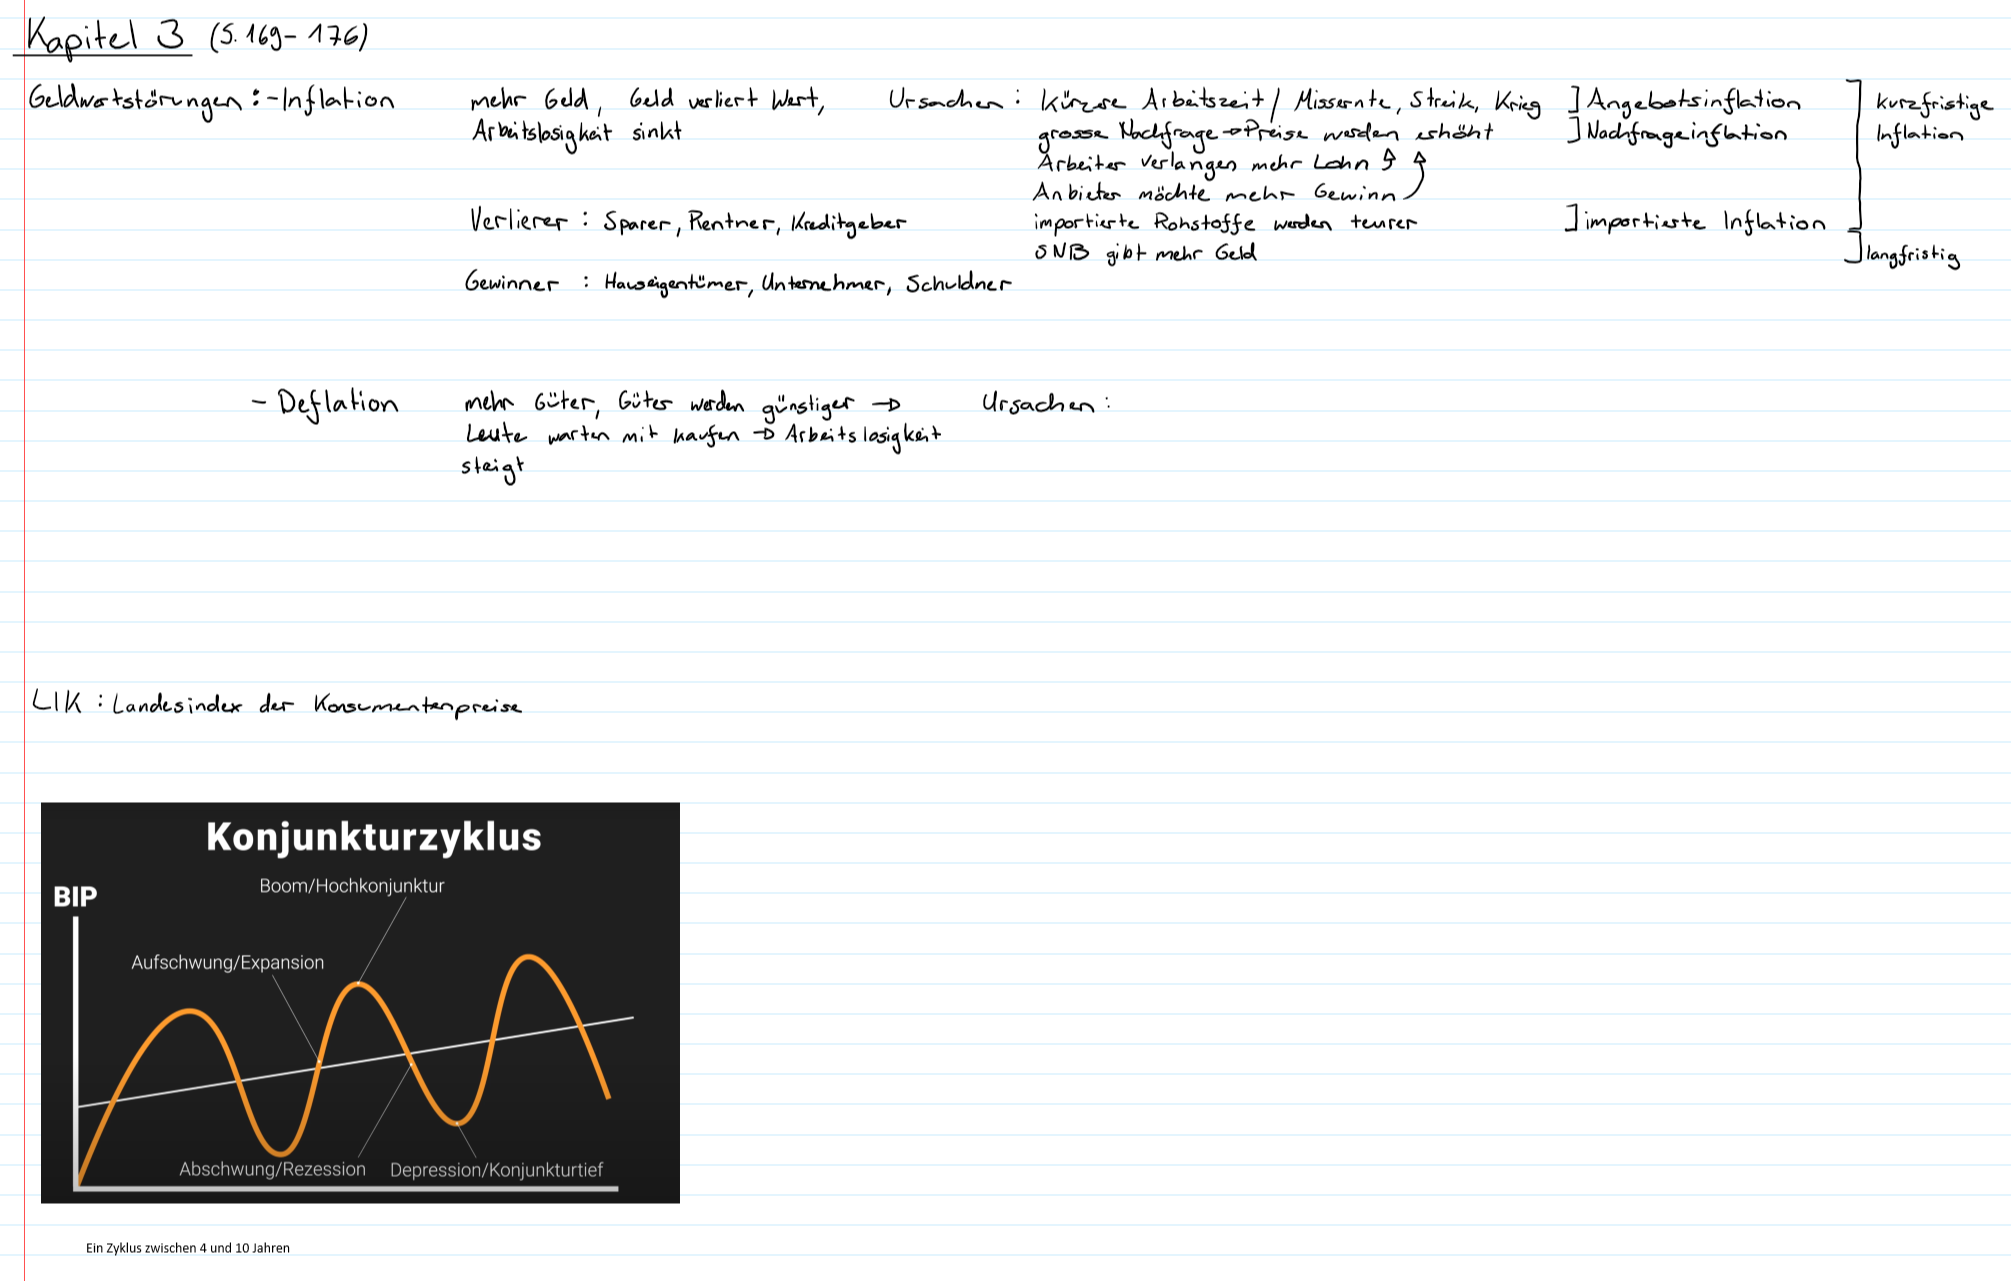 Kapitel 3 (S. 169 - 176)
Geldwertstörungen : - Inflation mehr Geld, Geld verliert Wert, Ursachen : Kürzere Arbeitszeit / Missernte, Streik, Krieg ] Angebotsinflation kurzfristige
Arbeitslosigkeit sinkt grosse Nachfrage → Preise werden erhöht ] Nachfrageinflation Inflation
Arbeiter verlangen mehr Lohn
Anbieter möchte mehr Gewinn
Verlierer : Sparer, Rentner, Kreditgeber importierte Rohstoffe werden teurer ] importierte Inflation
SNB gibt mehr Geld ] langfristig
Gewinner : Hauseigentümer, Unternehmer, Schuldner
- Deflation mehr Güter, Güter werden günstiger → Ursachen :
Leute warten mit kaufen → Arbeitslosigkeit
steigt
LIK : Landesindex der Konsumentenpreise
Konjunkturzyklus
Boom/Hochkonjunktur
BIP
Aufschwung/Expansion
Abschwung/Rezession Depression/Konjunkturtief
Ein Zyklus zwischen 4 und 10 Jahren